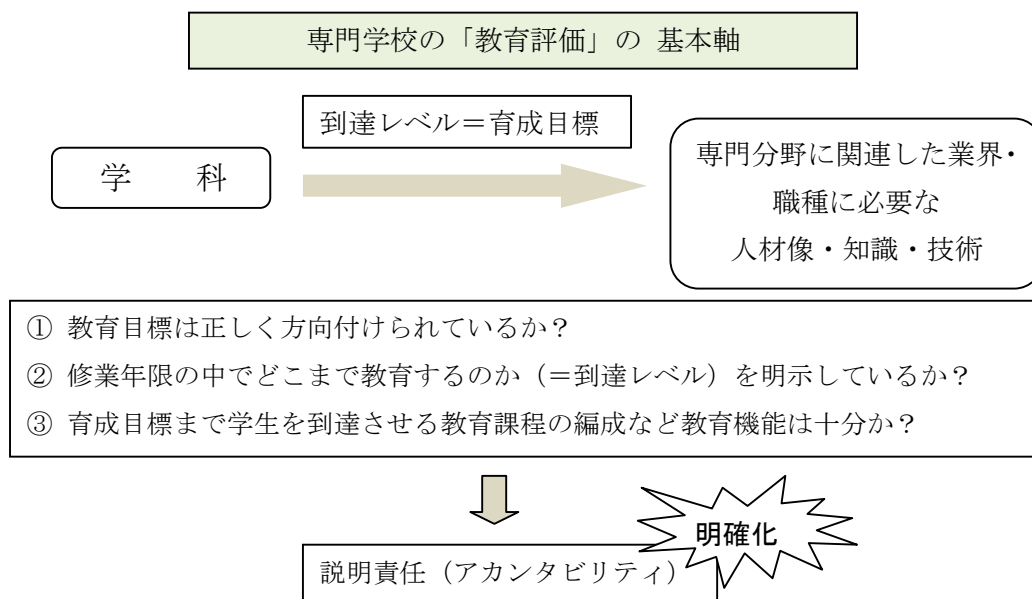 専門学校の「教育評価」の 基本軸
到達レベル＝育成目標
学　科
専門分野に関連した業界・
職種に必要な
人材像・知識・技術
① 教育目標は正しく方向付けられているか？
② 修業年限の中でどこまで教育するのか（＝到達レベル）を明示しているか？
③ 育成目標まで学生を到達させる教育課程の編成など教育機能は十分か？
明確化
説明責任（アカンタビリティ）